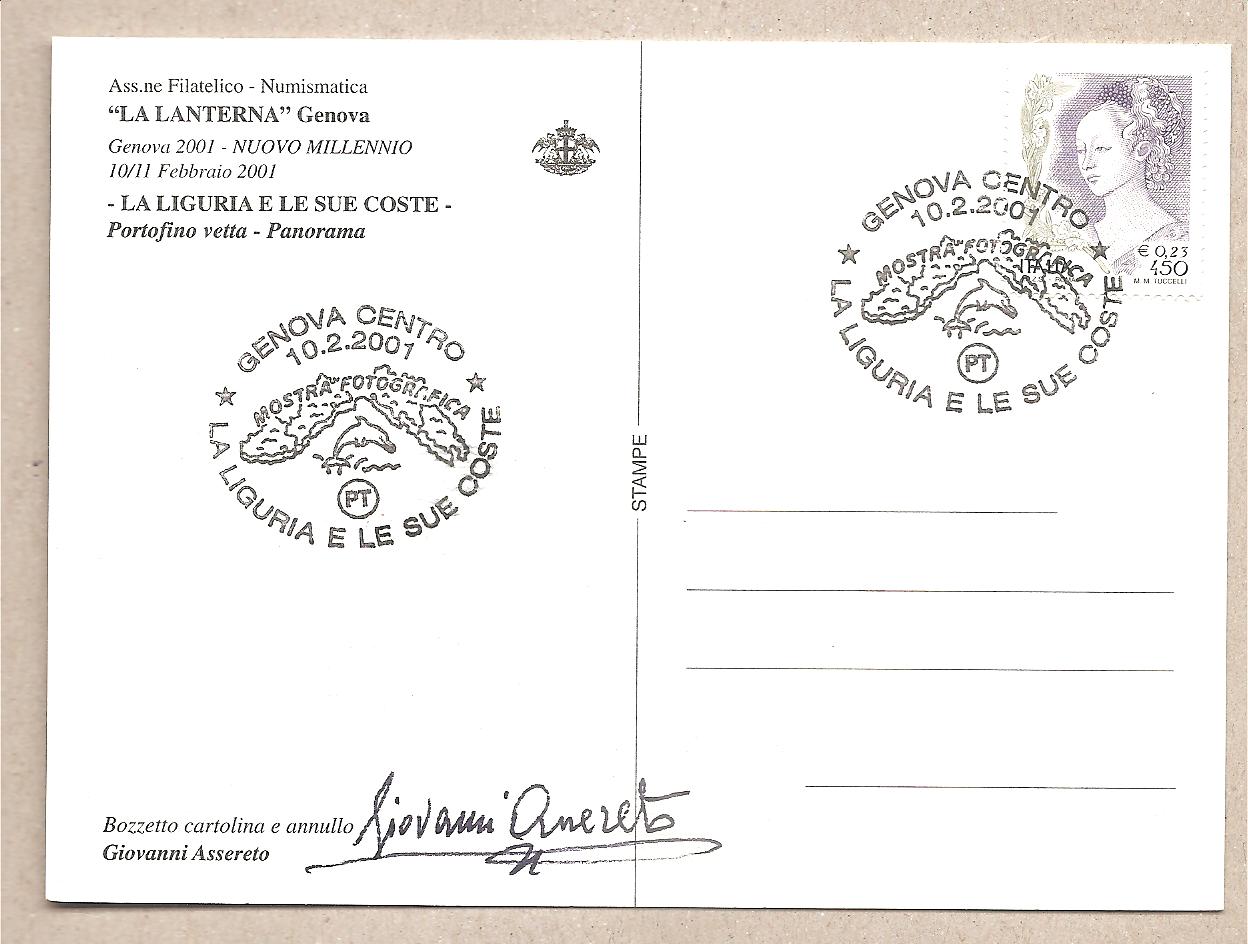 Ass.ne Filatelico - Numismatica
“LA LANTERNA” Genova
Genova 2001 - NUOVO MILLENNIO
10/11 Febbraio 2001
- LA LIGURIA E LE SUE COSTE -
Portofino vetta - Panorama
GENOVA CENTRO
10.2.2001
MOSTRA FOTOGRAFICA
PT
LA LIGURIA E LE SUE COSTE
Bozzetto cartolina e annullo
Giovanni Assereto
Giovanni Assereto
STAMPE
ITALIA
€ 0,23
450
M. M. TUCCELLI
GENOVA CENTRO
10.2.2001
MOSTRA FOTOGRAFICA
PT
LA LIGURIA E LE SUE COSTE